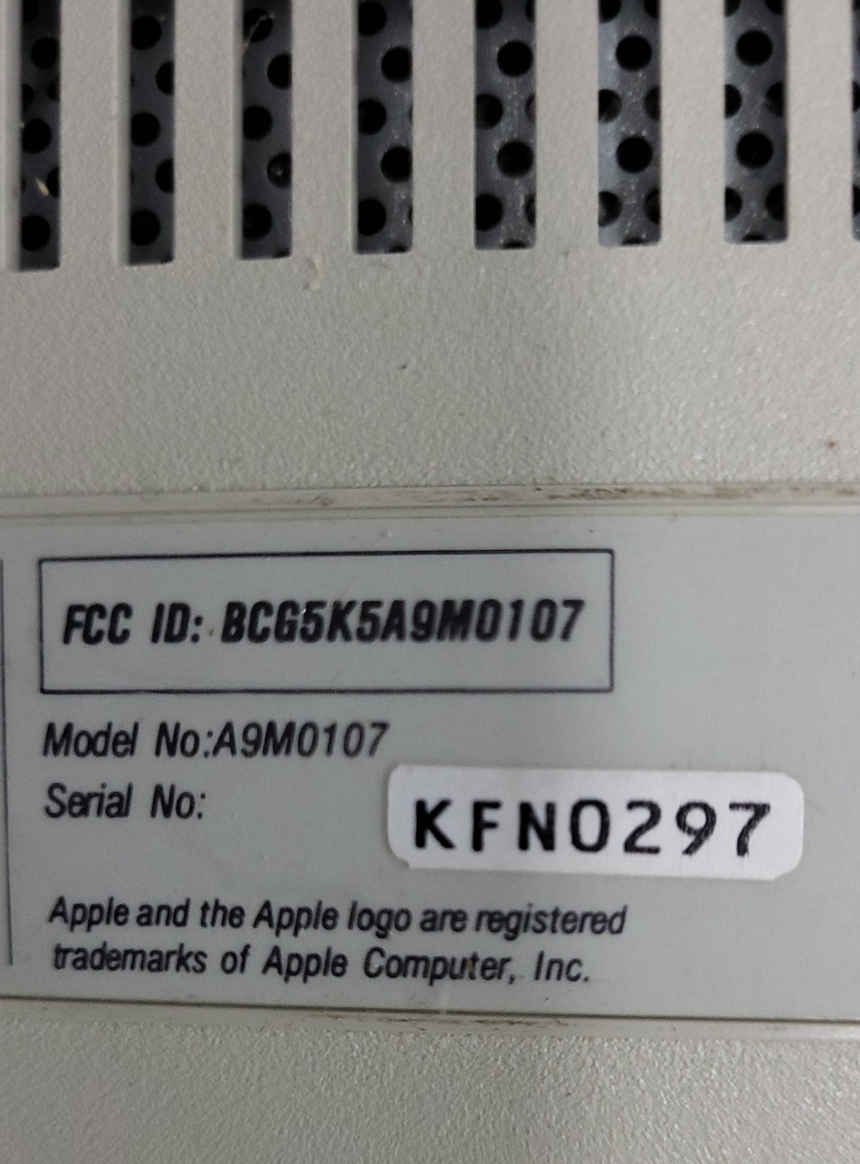 FCC ID: BCG5K5A9M0107
Model No:A9M0107
Serial No: KFN0297
Apple and the Apple logo are registered
trademarks of Apple Computer, Inc.